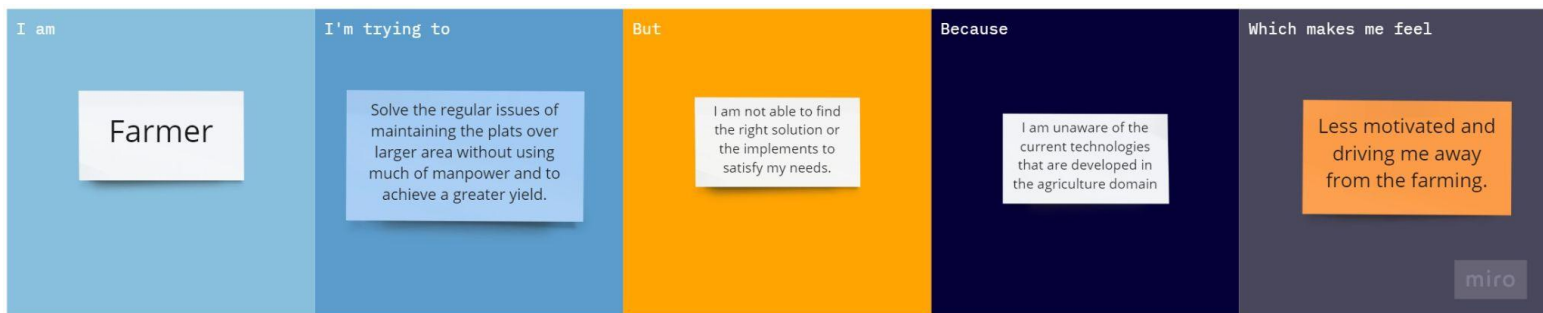 I am
Farmer
I'm trying to
Solve the regular issues of
maintaining the plats over
larger area without using
much of manpower and to
achieve a greater yield.
But
I am not able to find
the right solution or
the implements to
satisfy my needs.
Because
I am unaware of the
current technologies
that are developed in
the agriculture domain
Which makes me feel
Less motivated and
driving me away
from the farming.
miro